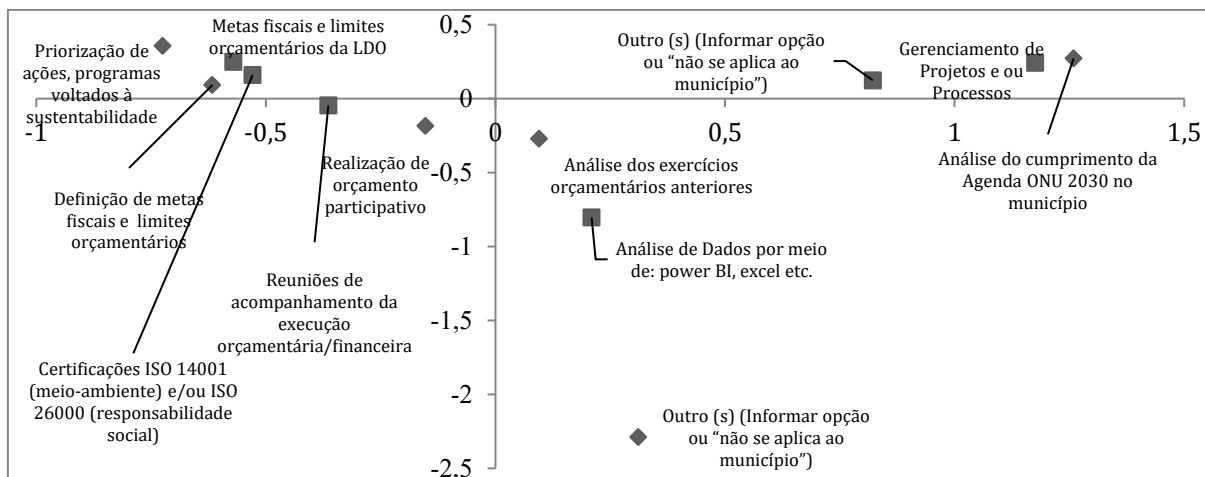 0,5
Metas fiscais e limites
orçamentários da LDO
Priorização de
ações, programas
voltados à
sustentabilidade
Outro (s) (Informar opção
ou “não se aplica ao
município”)
Gerenciamento de
Projetos e ou
Processos
0
-1
-0,5
0
0,5
1
1,5
Definição de metas
fiscais e limites
orçamentários
Realização de
orçamento
participativo
Análise dos exercícios
orçamentários anteriores
Análise do cumprimento da
Agenda ONU 2030 no
município
-0,5
-1
Análise de Dados por meio
de: power BI, excel etc.
Reuniões de
acompanhamento da
execução
orçamentária/financeira
-1,5
Certificações ISO 14001
(meio-ambiente) e/ou ISO
26000 (responsabilidade
social)
-2
Outro (s) (Informar opção
ou “não se aplica ao
município”)
-2,5